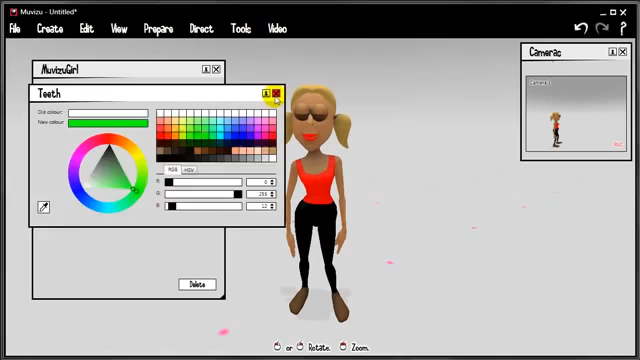 Muvizu - Untitled*
File Create Edit View Prepare Direct Tools Video
MuvizuGirl
Cameras
Teeth
Old colour:
New colour:
Camera 1
REC
RGB HSV
R 0
G 255
B 12
Delete
or Rotate. Zoom.